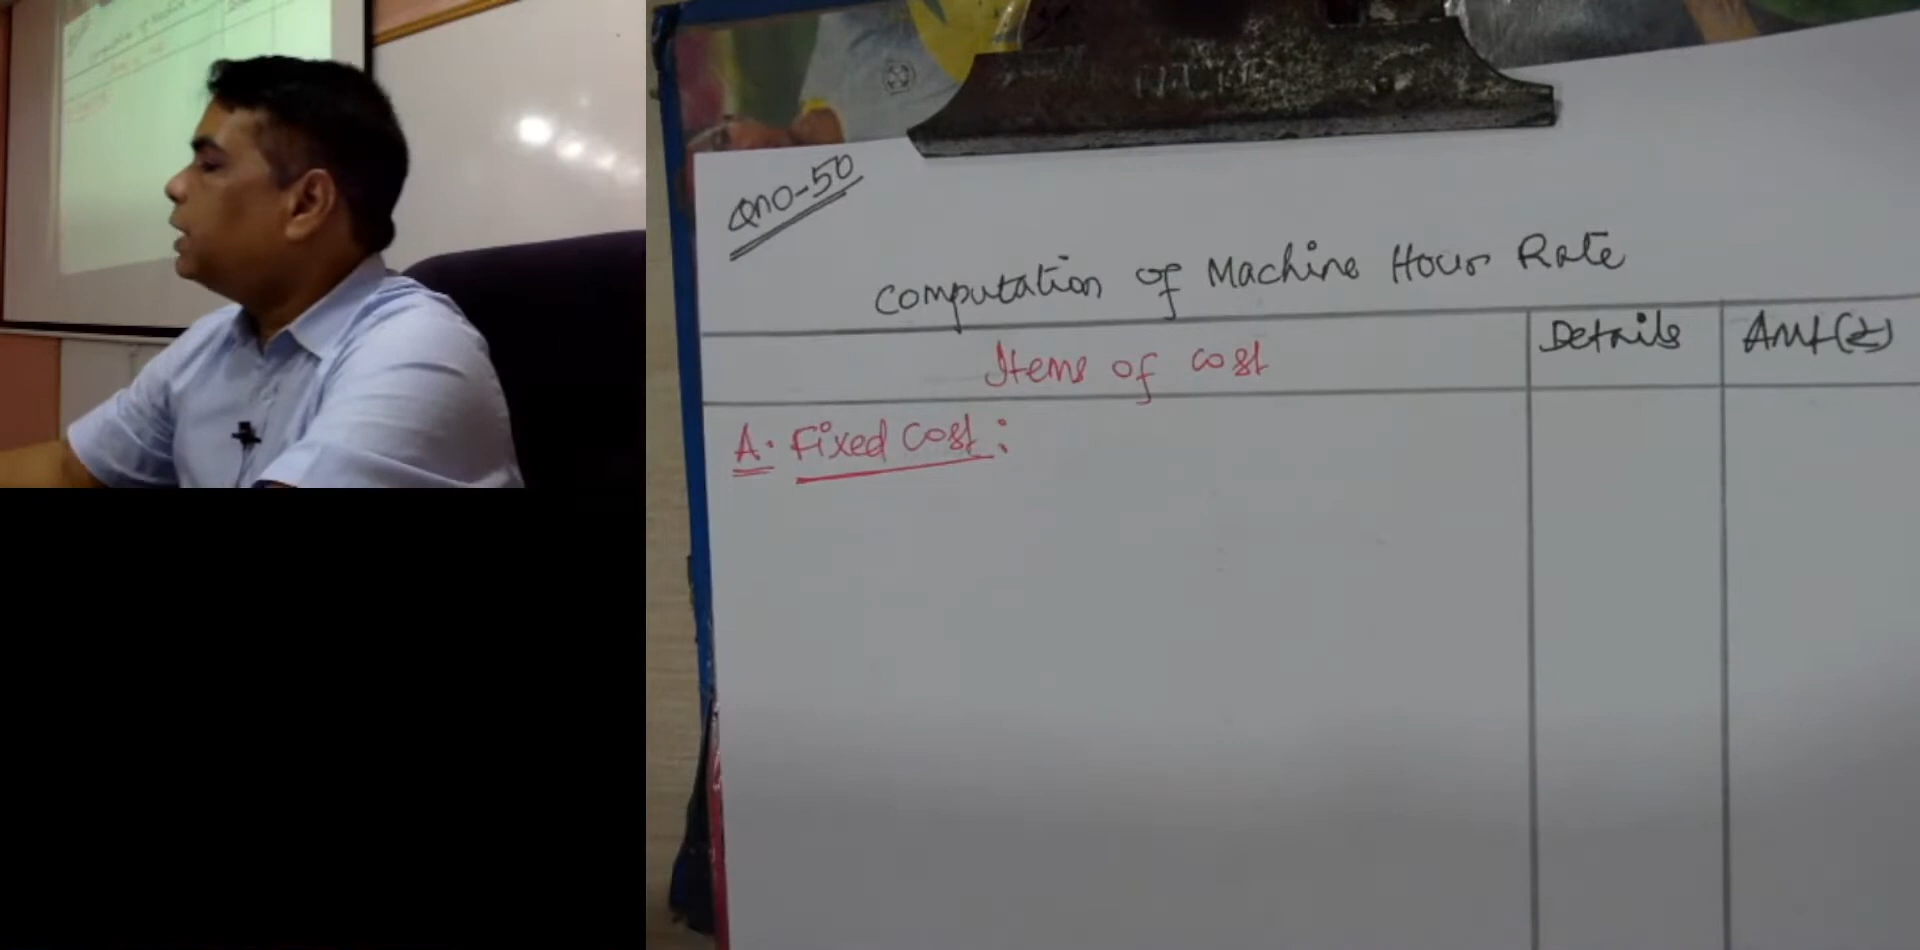 Qno-50
Computation of Machine Hour Rate
Items of cost
Details
Amt(₹)
A. Fixed Cost: